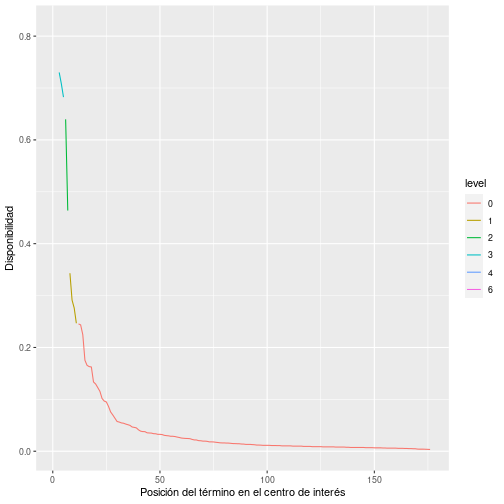 0.8
0.6
0.4
0.2
0.0
Disponibilidad
0 50 100 150
Posición del término en el centro de interés
level
0
1
2
3
4
6